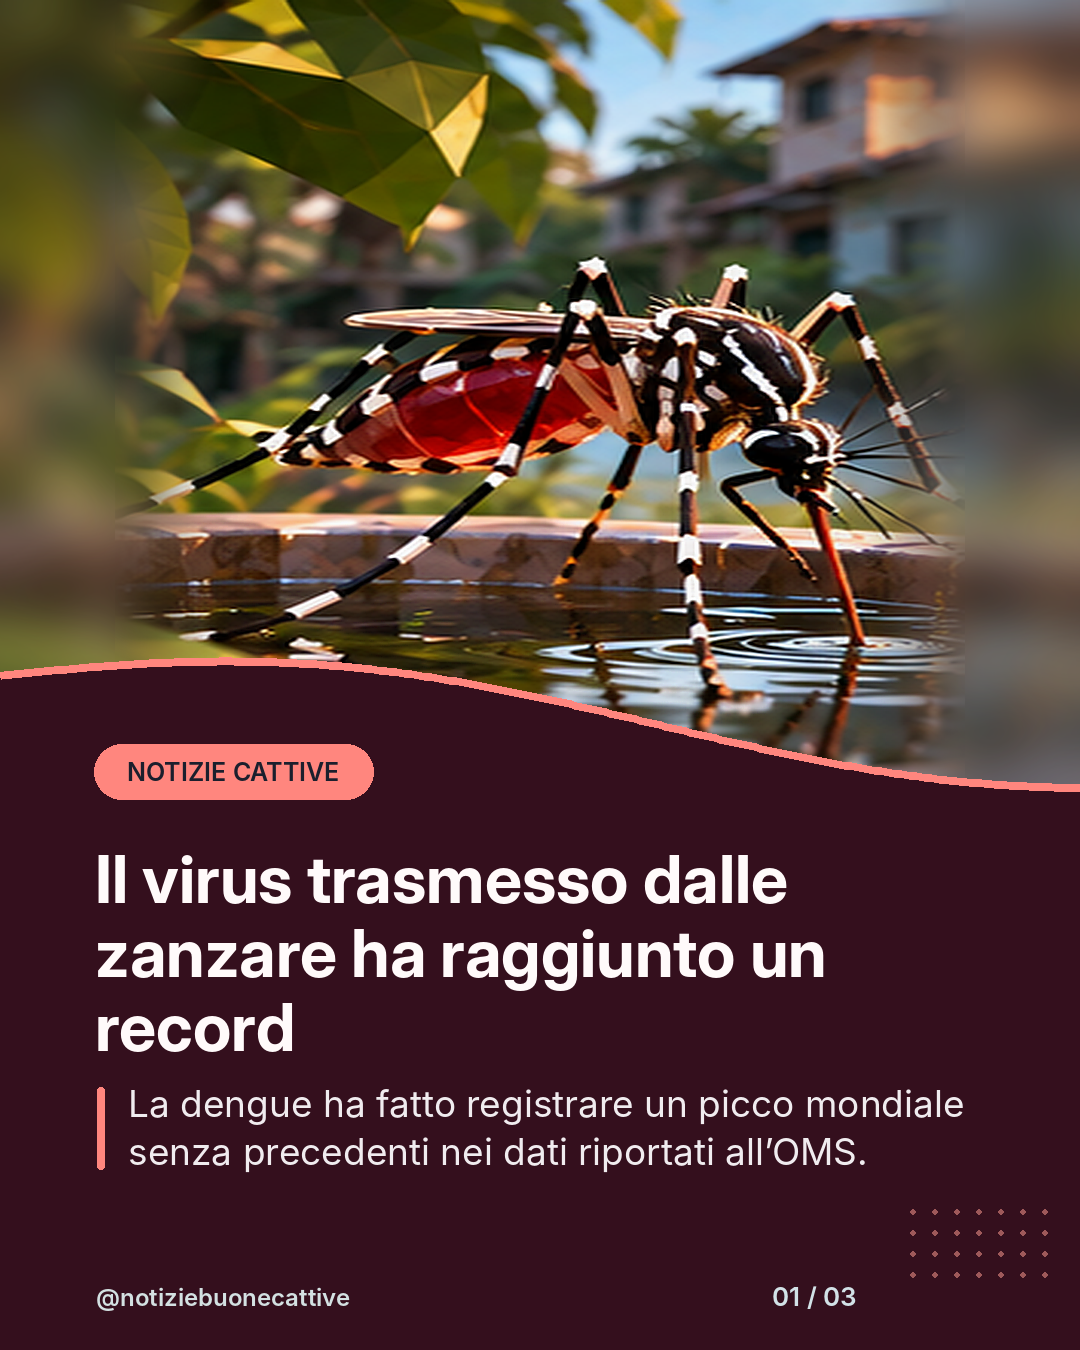 NOTIZIE CATTIVE
Il virus trasmesso dalle
zanzare ha raggiunto un
record
La dengue ha fatto registrare un picco mondiale
senza precedenti nei dati riportati all’OMS.
@notiziebuonecattive
01 / 03